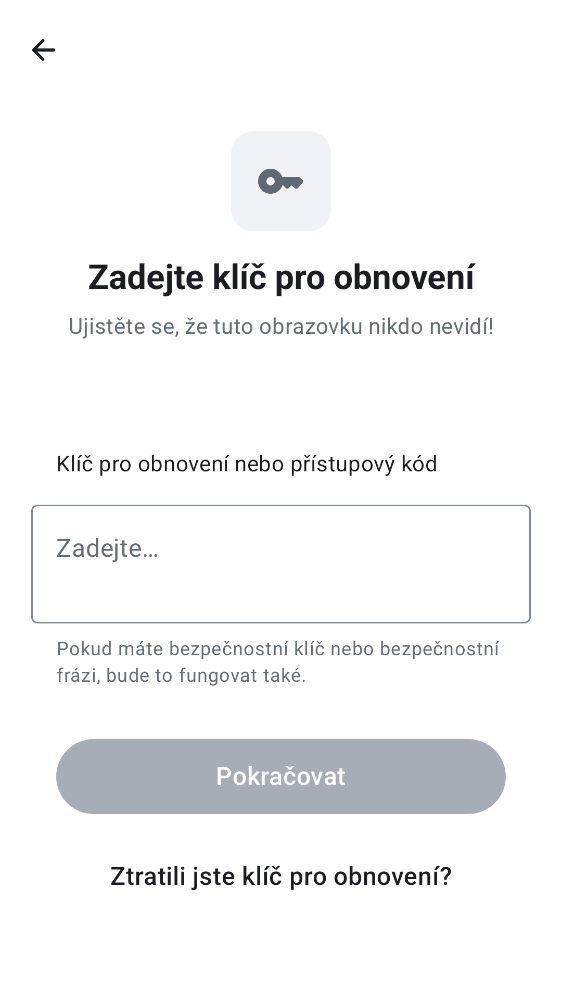 Zadejte klíč pro obnovení
Ujistěte se, že tuto obrazovku nikdo nevidí!
Klíč pro obnovení nebo přístupový kód
Zadejte…
Pokud máte bezpečnostní klíč nebo bezpečnostní
frázi, bude to fungovat také.
Pokračovat
Ztratili jste klíč pro obnovení?